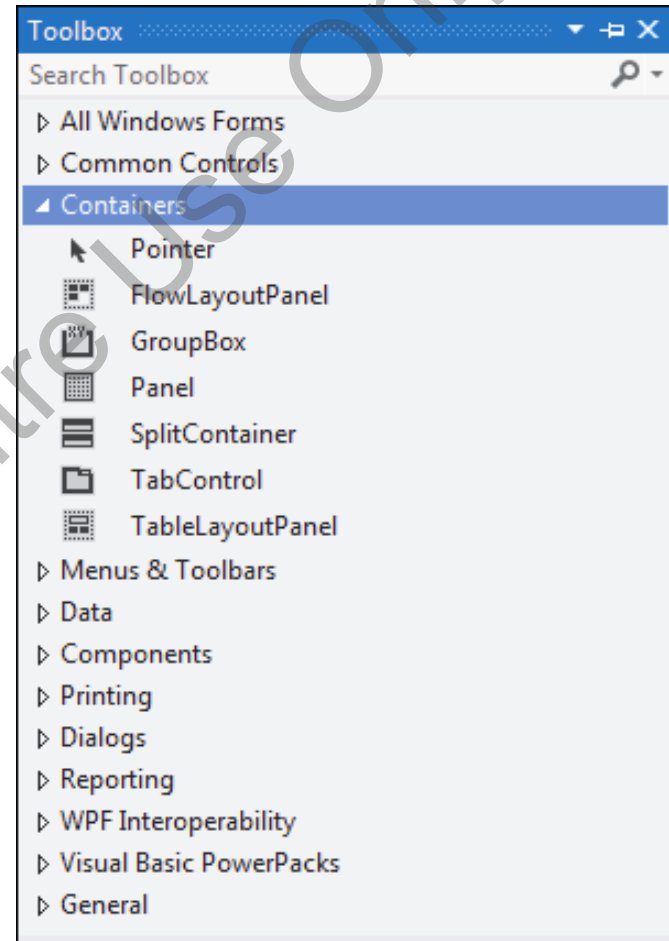 Toolbox
Search Toolbox
All Windows Forms
Common Controls
Containers
Pointer
FlowLayoutPanel
GroupBox
Panel
SplitContainer
TabControl
TableLayoutPanel
Menus & Toolbars
Data
Components
Printing
Dialogs
Reporting
WPF Interoperability
Visual Basic PowerPacks
General
Use